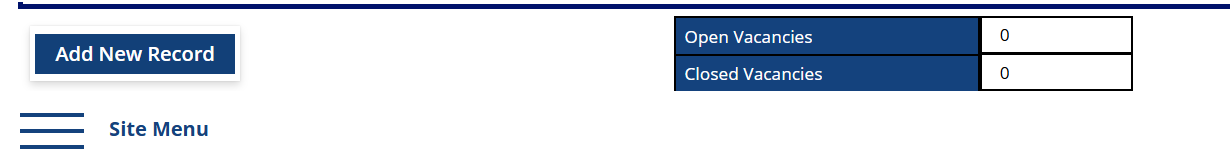 Add New Record
Open Vacancies 0
Closed Vacancies 0
Site Menu